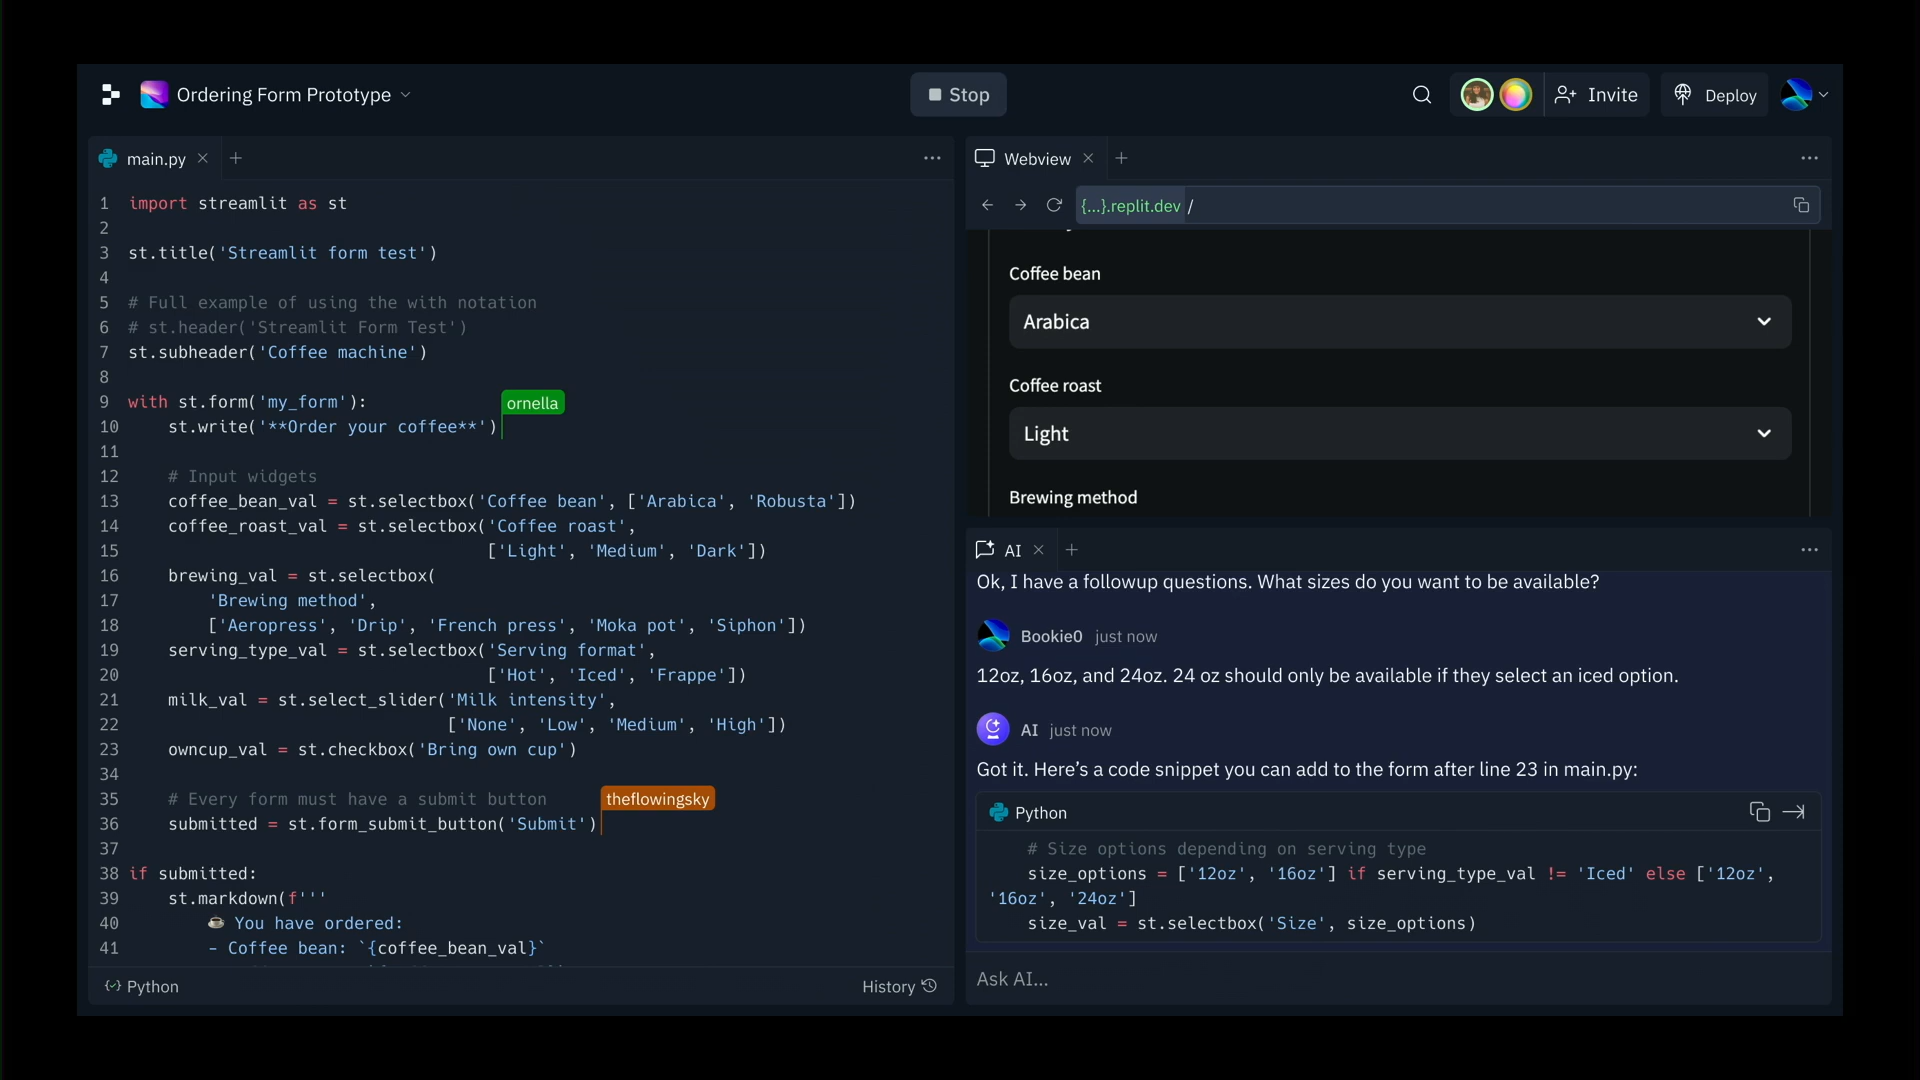 Ordering Form Prototype
Stop
Invite
Deploy
main.py
1 import streamlit as st
2
3 st.title('Streamlit form test')
4
5 # Full example of using the with notation
6 # st.header('Streamlit Form Test')
7 st.subheader('Coffee machine')
8
9 with st.form('my_form'):
ornella
10 st.write('**Order your coffee**')
11
12 # Input widgets
13 coffee_bean_val = st.selectbox('Coffee bean', ['Arabica', 'Robusta'])
14 coffee_roast_val = st.selectbox('Coffee roast',
15 ['Light', 'Medium', 'Dark'])
16 brewing_val = st.selectbox(
17 'Brewing method',
18 ['Aeropress', 'Drip', 'French press', 'Moka pot', 'Siphon'])
19 serving_type_val = st.selectbox('Serving format',
20 ['Hot', 'Iced', 'Frappe'])
21 milk_val = st.select_slider('Milk intensity',
22 ['None', 'Low', 'Medium', 'High'])
23 owncup_val = st.checkbox('Bring own cup')
34
35 # Every form must have a submit button
theflowingsky
36 submitted = st.form_submit_button('Submit')
37
38 if submitted:
39 st.markdown(f'''
40 ☕ You have ordered:
41 - Coffee bean: `{coffee_bean_val}`
Python
History
Webview
{...}.replit.dev /
Coffee bean
Arabica
Coffee roast
Light
Brewing method
AI
Ok, I have a followup questions. What sizes do you want to be available?
Bookie0 just now
12oz, 16oz, and 24oz. 24 oz should only be available if they select an iced option.
AI just now
Got it. Here's a code snippet you can add to the form after line 23 in main.py:
Python
# Size options depending on serving type
size_options = ['12oz', '16oz'] if serving_type_val != 'Iced' else ['12oz',
'16oz', '24oz']
size_val = st.selectbox('Size', size_options)
Ask AI...